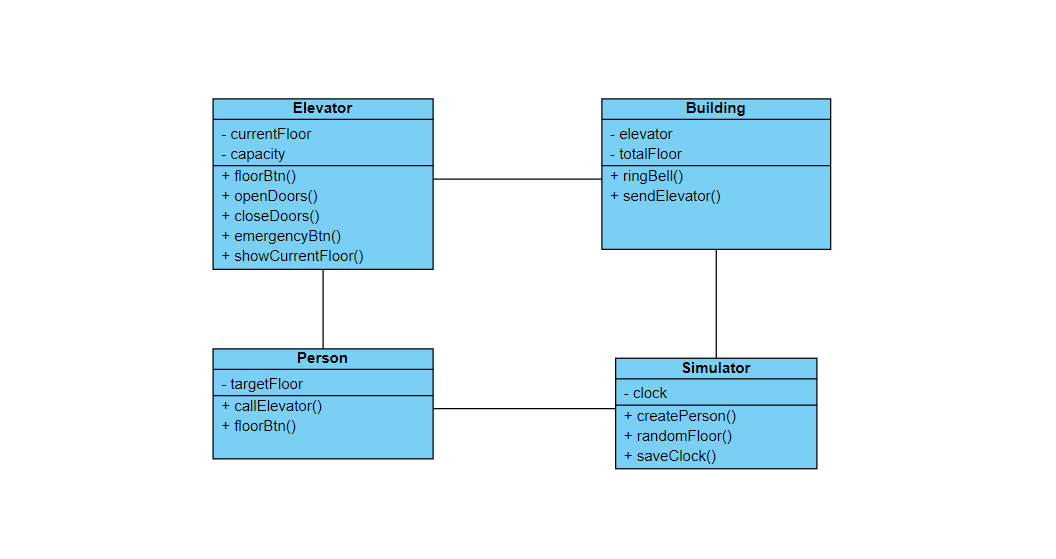 Elevator
- currentFloor
- capacity
+ floorBtn()
+ openDoors()
+ closeDoors()
+ emergencyBtn()
+ showCurrentFloor()
Building
- elevator
- totalFloor
+ ringBell()
+ sendElevator()
Person
- targetFloor
+ callElevator()
+ floorBtn()
Simulator
- clock
+ createPerson()
+ randomFloor()
+ saveClock()